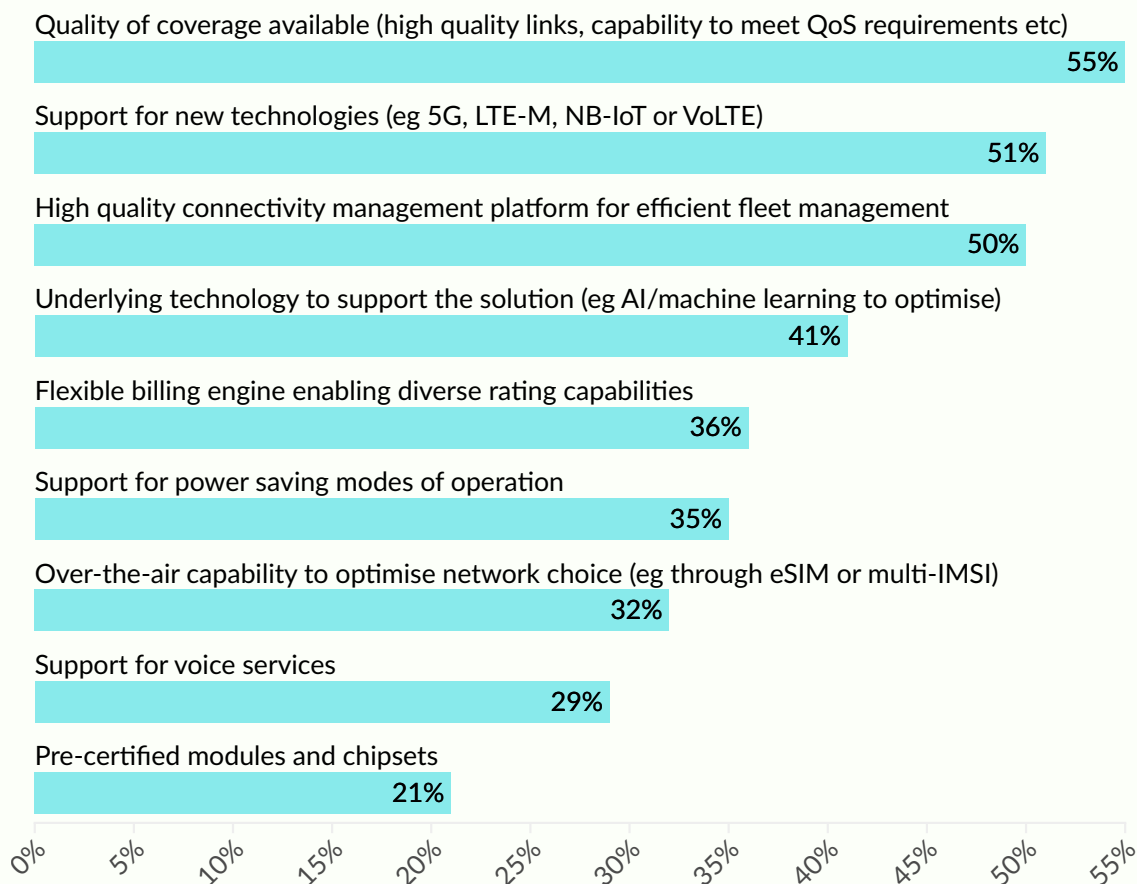 Quality of coverage available (high quality links, capability to meet QoS requirements etc)
55%
Support for new technologies (eg 5G, LTE-M, NB-IoT or VoLTE)
51%
High quality connectivity management platform for efficient fleet management
50%
Underlying technology to support the solution (eg AI/machine learning to optimise)
41%
Flexible billing engine enabling diverse rating capabilities
36%
Support for power saving modes of operation
35%
Over-the-air capability to optimise network choice (eg through eSIM or multi-IMSI)
32%
Support for voice services
29%
Pre-certified modules and chipsets
21%
0% 5% 10% 15% 20% 25% 30% 35% 40% 45% 50% 55%